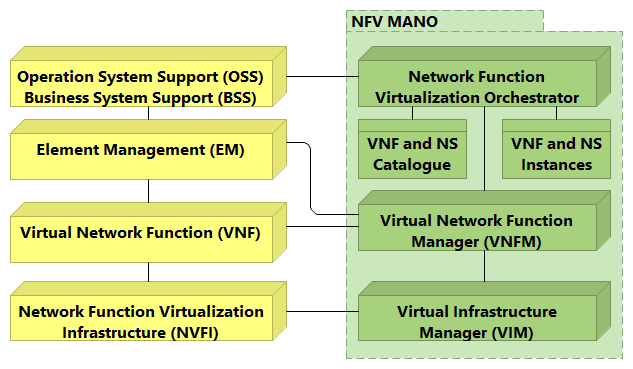 NFV MANO
Operation System Support (OSS)
Business System Support (BSS)
Network Function
Virtualization Orchestrator
VNF and NS
Catalogue
VNF and NS
Instances
Element Management (EM)
Virtual Network Function (VNF)
Virtual Network Function
Manager (VNFM)
Network Function Virtualization
Infrastructure (NVFI)
Virtual Infrastructure
Manager (VIM)